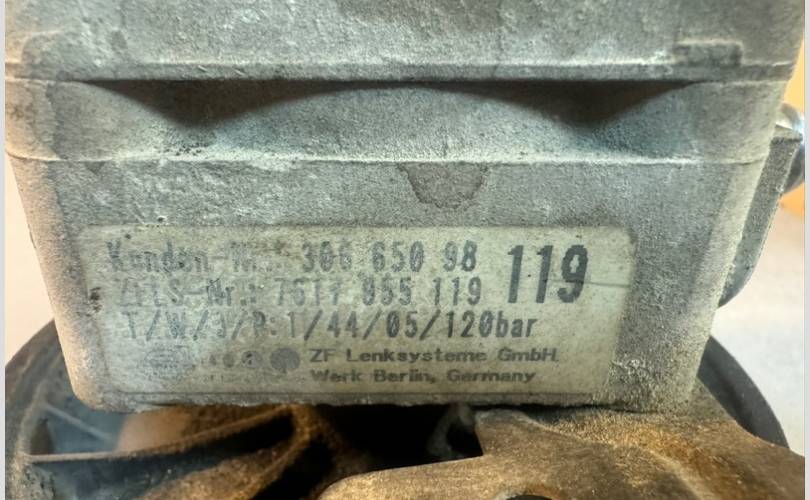 Kunden-Nr.: 306 650 98
119
ZFLS-Nr.: 7617 955 119
T/W/J/P:1/44/05/120bar
ZF Lenksysteme GmbH
Werk Berlin, Germany